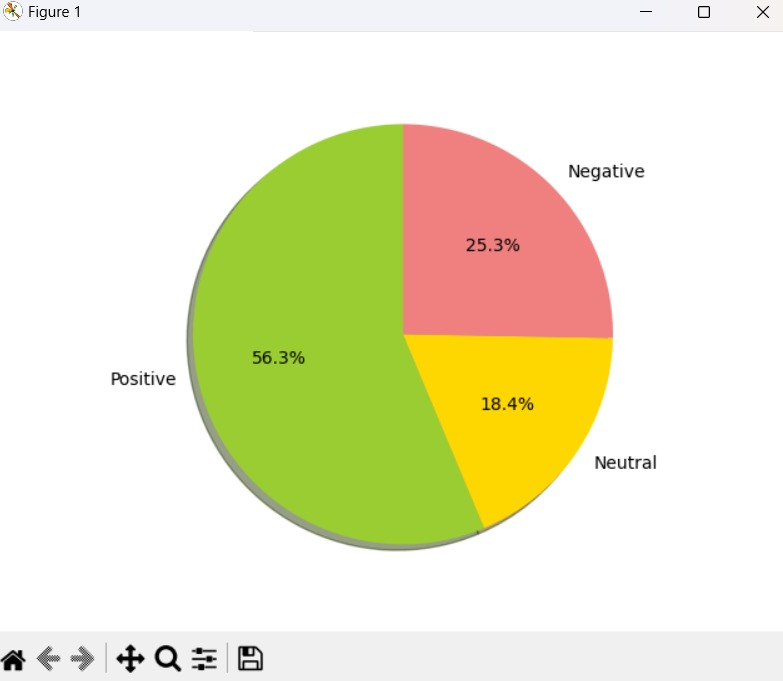 Figure 1
Negative
25.3%
56.3%
Positive
18.4%
Neutral